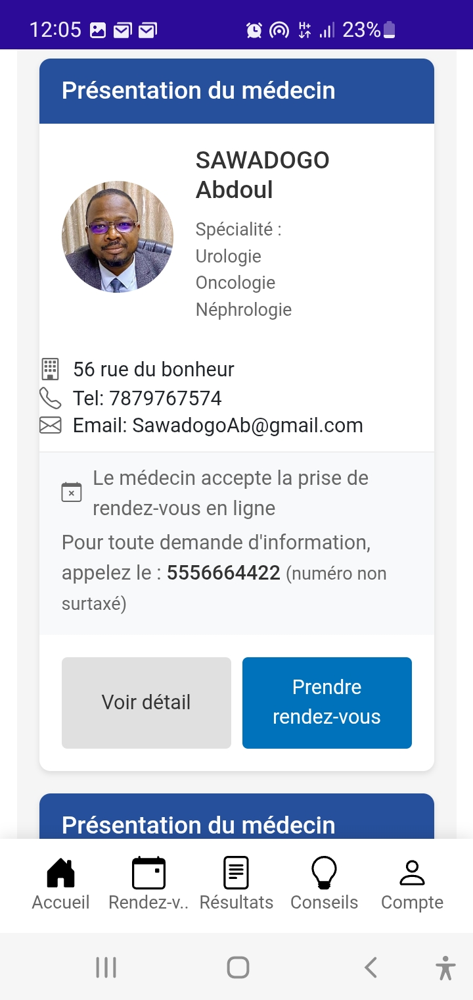 12:05 23%
Présentation du médecin
SAWADOGO
Abdoul
Spécialité :
Urologie
Oncologie
Néphrologie
56 rue du bonheur
Tel: 7879767574
Email: SawadogoAb@gmail.com
Le médecin accepte la prise de
rendez-vous en ligne
Pour toute demande d'information,
appelez le : 5556664422 (numéro non
surtaxé)
Voir détail
Prendre
rendez-vous
Présentation du médecin
Accueil Rendez-v.. Résultats Conseils Compte